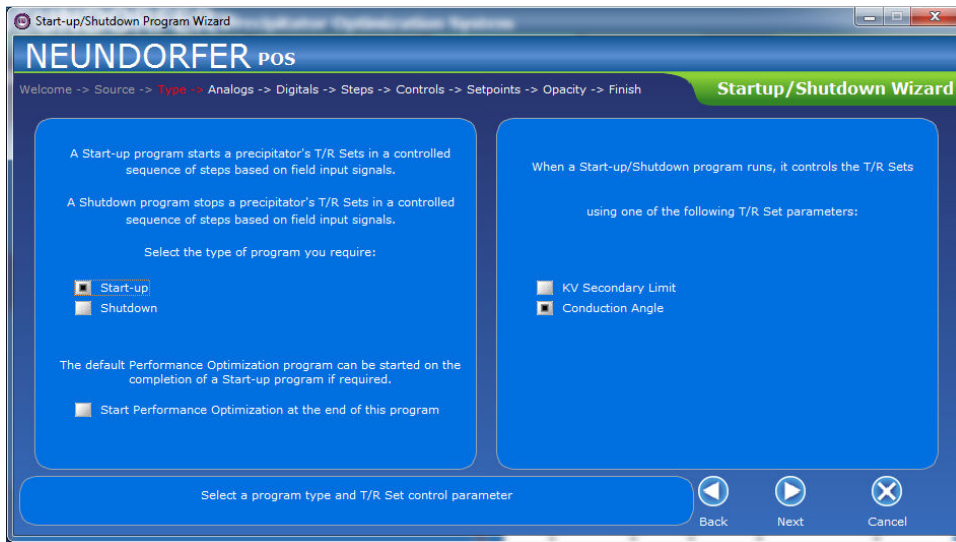 Start-up/Shutdown Program Wizard
NEUNDORFER POS
Welcome -> Source -> Type -> Analogs -> Digitals -> Steps -> Controls -> Setpoints -> Opacity -> Finish
Startup/Shutdown Wizard
A Start-up program starts a precipitator's T/R Sets in a controlled
sequence of steps based on field input signals.
A Shutdown program stops a precipitator's T/R Sets in a controlled
sequence of steps based on field input signals.
Select the type of program you require:
Start-up
Shutdown
The default Performance Optimization program can be started on the
completion of a Start-up program if required.
Start Performance Optimization at the end of this program
When a Start-up/Shutdown program runs, it controls the T/R Sets
using one of the following T/R Set parameters:
KV Secondary Limit
Conduction Angle
Select a program type and T/R Set control parameter
Back
Next
Cancel